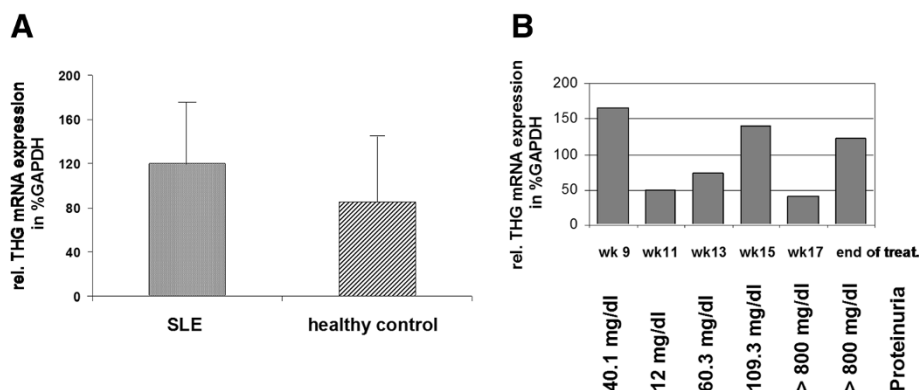 A
rel. THG mRNA expression
in %GAPDH
200
160
120
80
40
0
SLE
healthy control
B
rel. THG mRNA expression
in %GAPDH
200
150
100
50
0
wk 9
wk11
wk13
wk15
wk17
end of treat.
40.1 mg/dl
12 mg/dl
60.3 mg/dl
109.3 mg/dl
> 800 mg/dl
> 800 mg/dl
Proteinuria